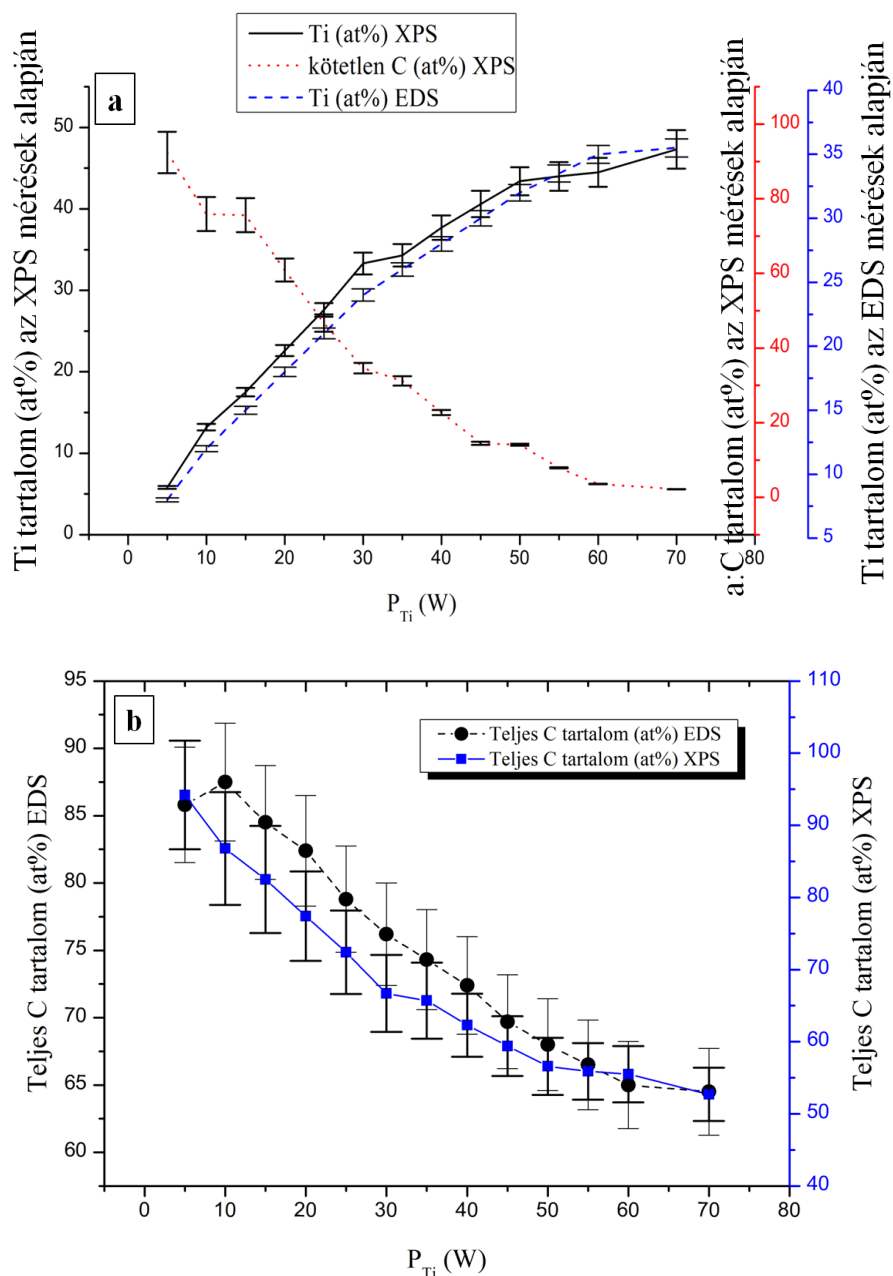 Ti (at%) XPS
kötetlen C (at%) XPS
Ti (at%) EDS
a
Ti tartalom (at%) az XPS mérések alapján
50
40
30
20
10
0
0 10 20 30 40 50 60 70 80
P_Ti (W)
a:C tartalom (at%) az XPS mérések alapján
100
80
60
40
20
0
Ti tartalom (at%) az EDS mérések alapján
40
35
30
25
20
15
10
5
b
Teljes C tartalom (at%) EDS
Teljes C tartalom (at%) XPS
Teljes C tartalom (at%) EDS
95
90
85
80
75
70
65
60
0 10 20 30 40 50 60 70 80
P_Ti (W)
110
100
90
80
70
60
50
40
Teljes C tartalom (at%) XPS